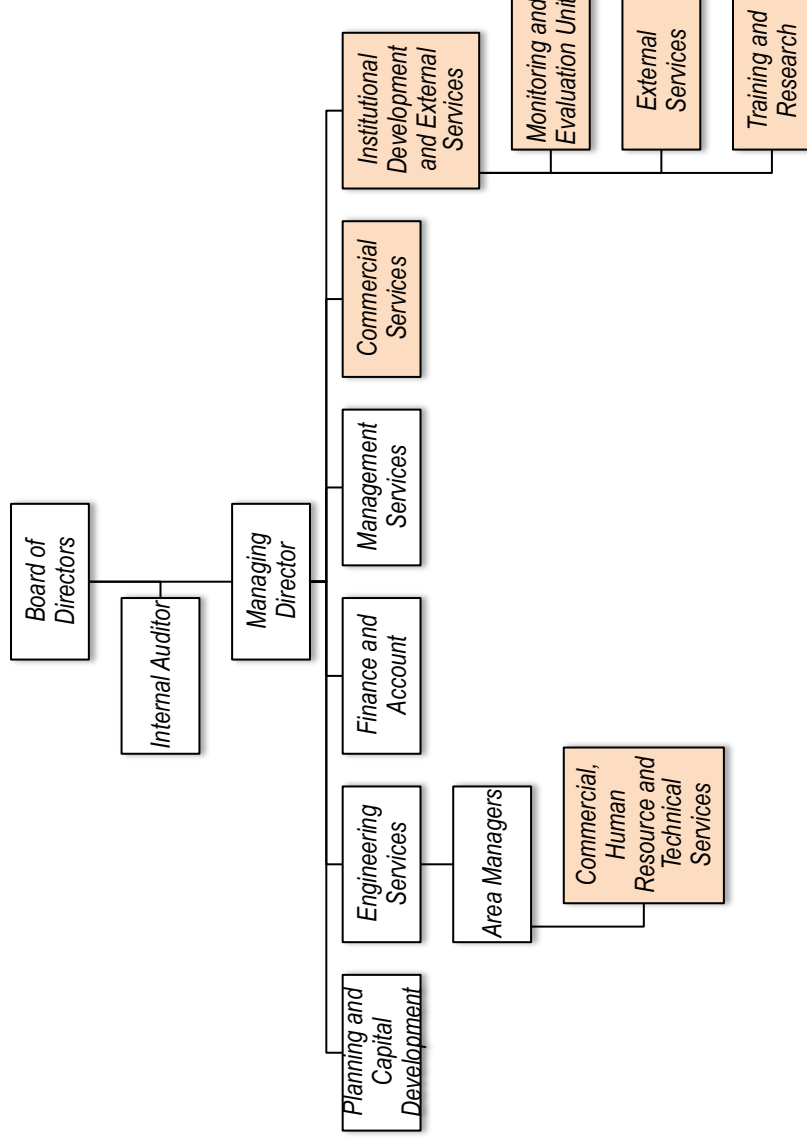 Board of
Directors
Internal Auditor
Managing
Director
Planning and
Capital
Development
Engineering
Services
Finance and
Account
Management
Services
Commercial
Services
Institutional
Development
and External
Services
Area Managers
Commercial,
Human
Resource and
Technical
Services
Monitoring and
Evaluation Unit
External
Services
Training and
Research